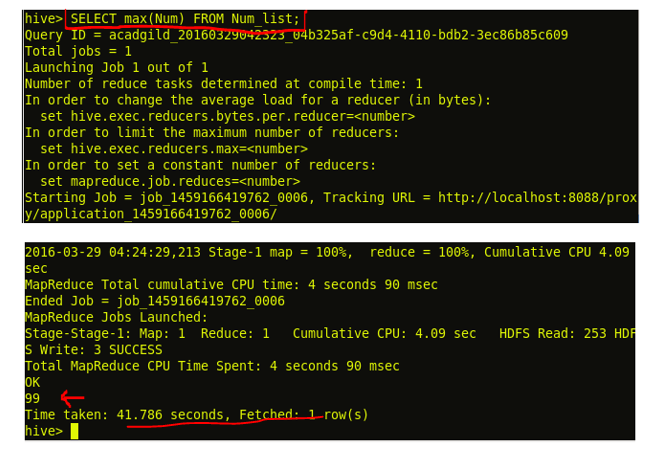 hive> SELECT max(Num) FROM Num_list;
Query ID = acadgild_20160329042323_04b325af-c9d4-4110-bdb2-3ec86b85c609
Total jobs = 1
Launching Job 1 out of 1
Number of reduce tasks determined at compile time: 1
In order to change the average load for a reducer (in bytes):
  set hive.exec.reducers.bytes.per.reducer=<number>
In order to limit the maximum number of reducers:
  set hive.exec.reducers.max=<number>
In order to set a constant number of reducers:
  set mapreduce.job.reduces=<number>
Starting Job = job_1459166419762_0006, Tracking URL = http://localhost:8088/prox
y/application_1459166419762_0006/
2016-03-29 04:24:29,213 Stage-1 map = 100%,  reduce = 100%, Cumulative CPU 4.09
sec
MapReduce Total cumulative CPU time: 4 seconds 90 msec
Ended Job = job_1459166419762_0006
MapReduce Jobs Launched:
Stage-Stage-1: Map: 1  Reduce: 1   Cumulative CPU: 4.09 sec   HDFS Read: 253 HDF
S Write: 3 SUCCESS
Total MapReduce CPU Time Spent: 4 seconds 90 msec
OK
99
Time taken: 41.786 seconds, Fetched: 1 row(s)
hive>